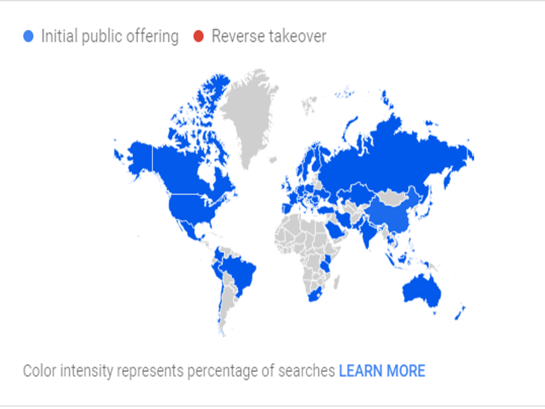 Initial public offering Reverse takeover
Color intensity represents percentage of searches LEARN MORE